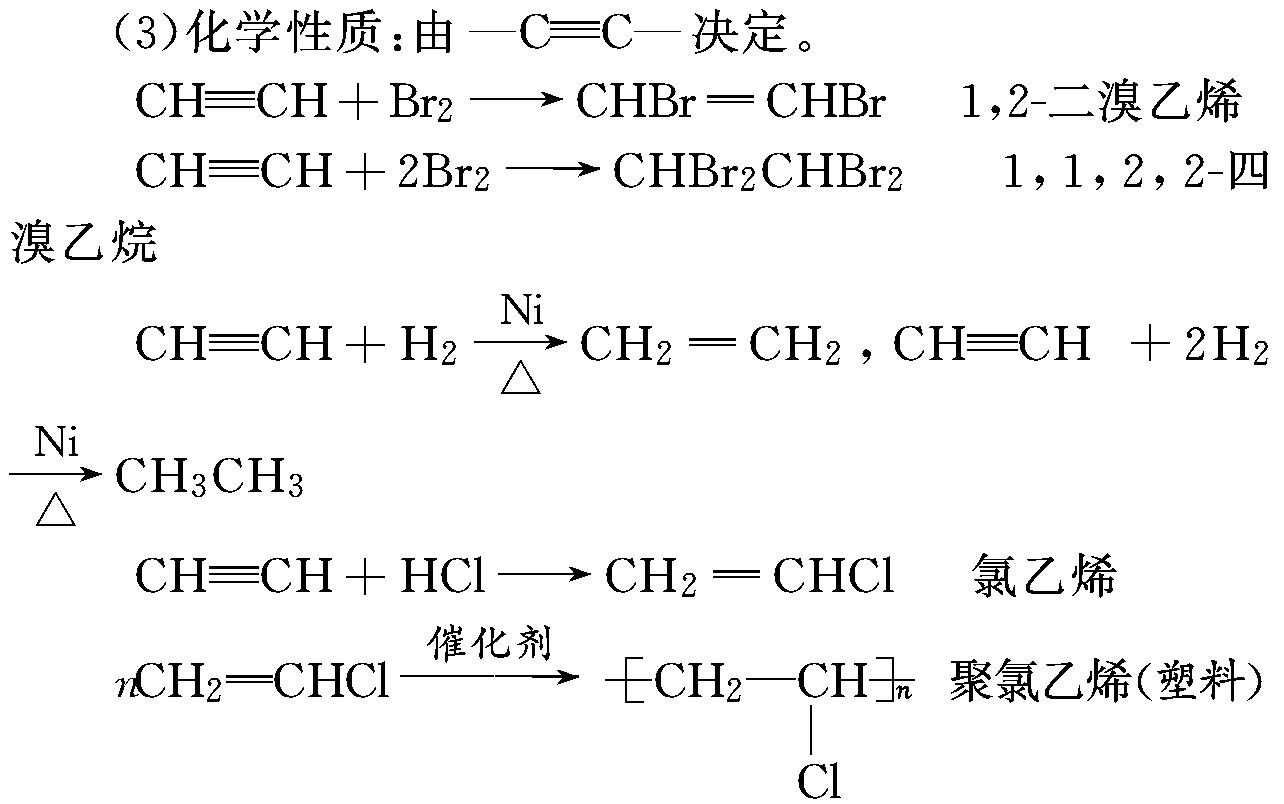 (3)化学性质:由 —C≡C— 决定。
CH≡CH+Br₂ ⟶ CHBr=CHBr 1,2-二溴乙烯
CH≡CH+2Br₂ ⟶ CHBr₂CHBr₂ 1,1,2,2-四
溴乙烷
Ni
CH≡CH+H₂ ⟶ CH₂=CH₂,CH≡CH +2H₂
△
Ni
⟶ CH₃CH₃
△
CH≡CH+HCl ⟶ CH₂=CHCl 氯乙烯
催化剂
nCH₂=CHCl ⟶ [CH₂—CH]n 聚氯乙烯(塑料)
Cl